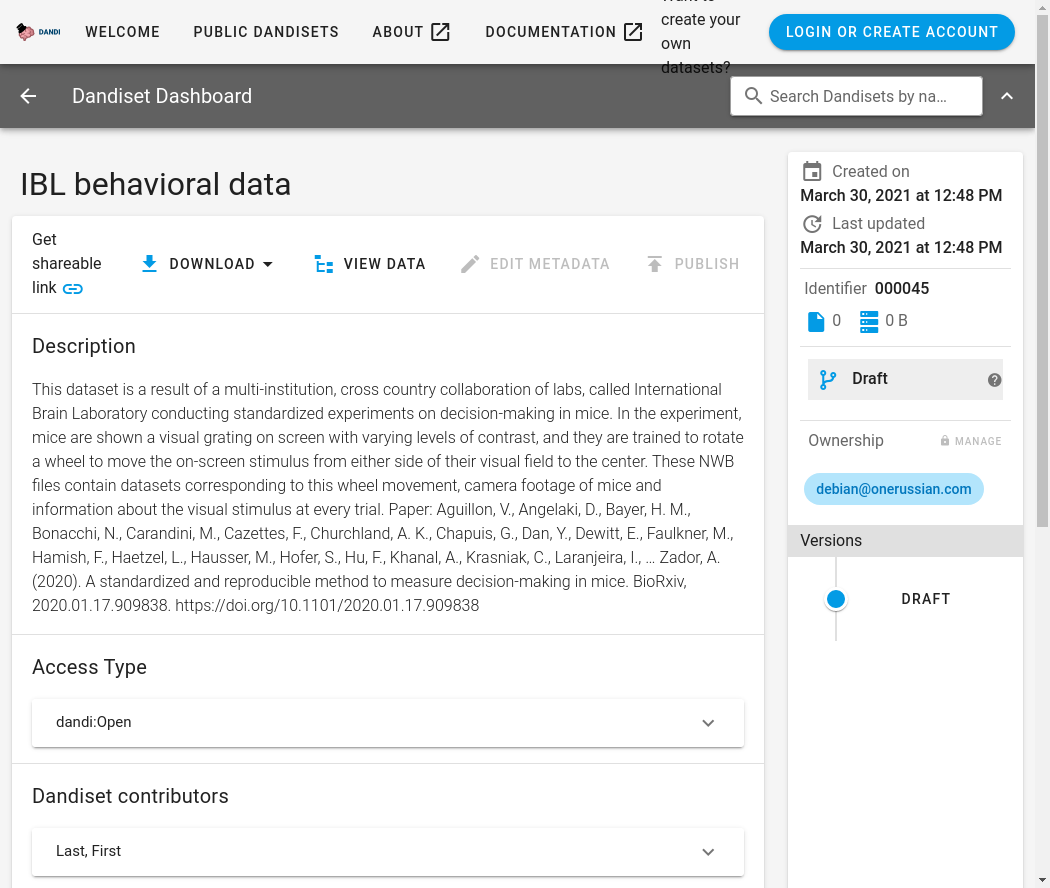 DANDI WELCOME PUBLIC DANDISETS ABOUT DOCUMENTATION
create your
own
datasets?
LOGIN OR CREATE ACCOUNT
Dandiset Dashboard
Search Dandisets by na…
IBL behavioral data
Get
shareable
link
DOWNLOAD VIEW DATA EDIT METADATA PUBLISH
Description
This dataset is a result of a multi-institution, cross country collaboration of labs, called International
Brain Laboratory conducting standardized experiments on decision-making in mice. In the experiment,
mice are shown a visual grating on screen with varying levels of contrast, and they are trained to rotate
a wheel to move the on-screen stimulus from either side of their visual field to the center. These NWB
files contain datasets corresponding to this wheel movement, camera footage of mice and
information about the visual stimulus at every trial. Paper: Aguillon, V., Angelaki, D., Bayer, H. M.,
Bonacchi, N., Carandini, M., Cazettes, F., Churchland, A. K., Chapuis, G., Dan, Y., Dewitt, E., Faulkner, M.,
Hamish, F., Haetzel, L., Hausser, M., Hofer, S., Hu, F., Khanal, A., Krasniak, C., Laranjeira, I., … Zador, A.
(2020). A standardized and reproducible method to measure decision-making in mice. BioRxiv,
2020.01.17.909838. https://doi.org/10.1101/2020.01.17.909838
Access Type
dandi:Open
Dandiset contributors
Last, First
Created on
March 30, 2021 at 12:48 PM
Last updated
March 30, 2021 at 12:48 PM
Identifier 000045
0 0 B
Draft
Ownership MANAGE
debian@onerussian.com
Versions
DRAFT